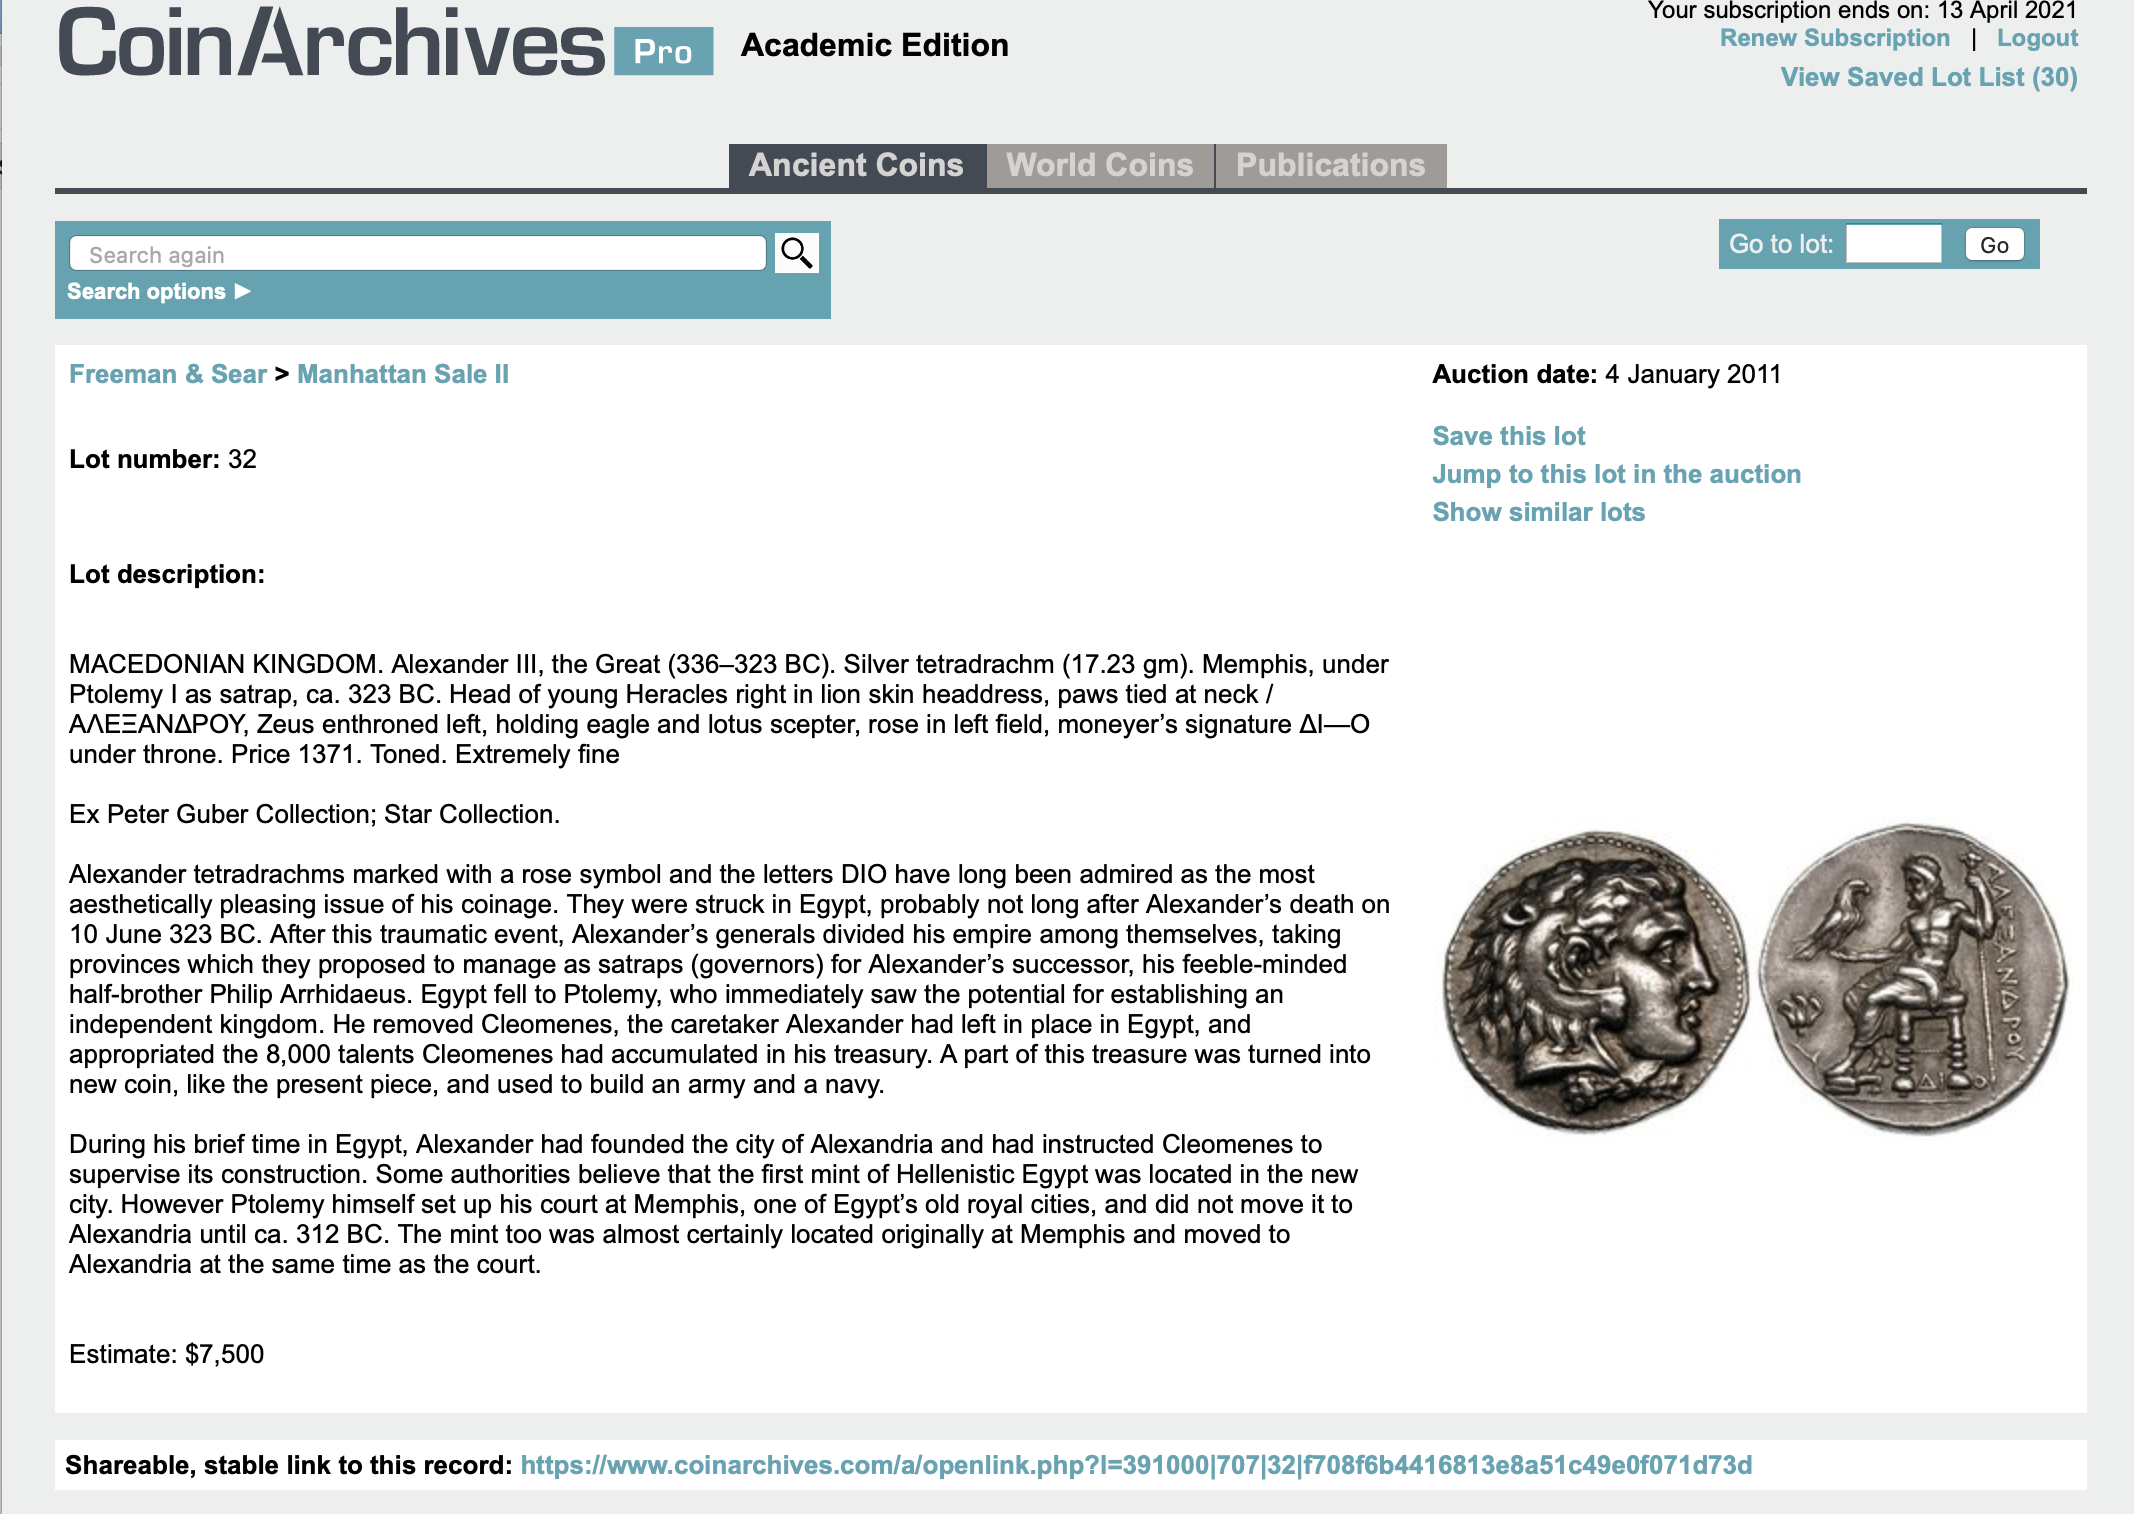 CoinArchives Pro Academic Edition
Your subscription ends on: 13 April 2021
Renew Subscription | Logout
View Saved Lot List (30)
Ancient Coins World Coins Publications
Search again
Search options ▶
Go to lot: Go
Freeman & Sear > Manhattan Sale II
Auction date: 4 January 2011
Save this lot
Jump to this lot in the auction
Show similar lots
Lot number: 32
Lot description:
MACEDONIAN KINGDOM. Alexander III, the Great (336–323 BC). Silver tetradrachm (17.23 gm). Memphis, under
Ptolemy I as satrap, ca. 323 BC. Head of young Heracles right in lion skin headdress, paws tied at neck /
ΑΛΕΞΑΝΔΡΟΥ, Zeus enthroned left, holding eagle and lotus scepter, rose in left field, moneyer’s signature ΔΙ—Ο
under throne. Price 1371. Toned. Extremely fine
Ex Peter Guber Collection; Star Collection.
Alexander tetradrachms marked with a rose symbol and the letters DIO have long been admired as the most
aesthetically pleasing issue of his coinage. They were struck in Egypt, probably not long after Alexander’s death on
10 June 323 BC. After this traumatic event, Alexander’s generals divided his empire among themselves, taking
provinces which they proposed to manage as satraps (governors) for Alexander’s successor, his feeble-minded
half-brother Philip Arrhidaeus. Egypt fell to Ptolemy, who immediately saw the potential for establishing an
independent kingdom. He removed Cleomenes, the caretaker Alexander had left in place in Egypt, and
appropriated the 8,000 talents Cleomenes had accumulated in his treasury. A part of this treasure was turned into
new coin, like the present piece, and used to build an army and a navy.
During his brief time in Egypt, Alexander had founded the city of Alexandria and had instructed Cleomenes to
supervise its construction. Some authorities believe that the first mint of Hellenistic Egypt was located in the new
city. However Ptolemy himself set up his court at Memphis, one of Egypt’s old royal cities, and did not move it to
Alexandria until ca. 312 BC. The mint too was almost certainly located originally at Memphis and moved to
Alexandria at the same time as the court.
Estimate: $7,500
ΑΛΕΞΑΝΔΡΟΥ
ΔΙ Ο
Shareable, stable link to this record: https://www.coinarchives.com/a/openlink.php?l=391000|707|32|f708f6b4416813e8a51c49e0f071d73d